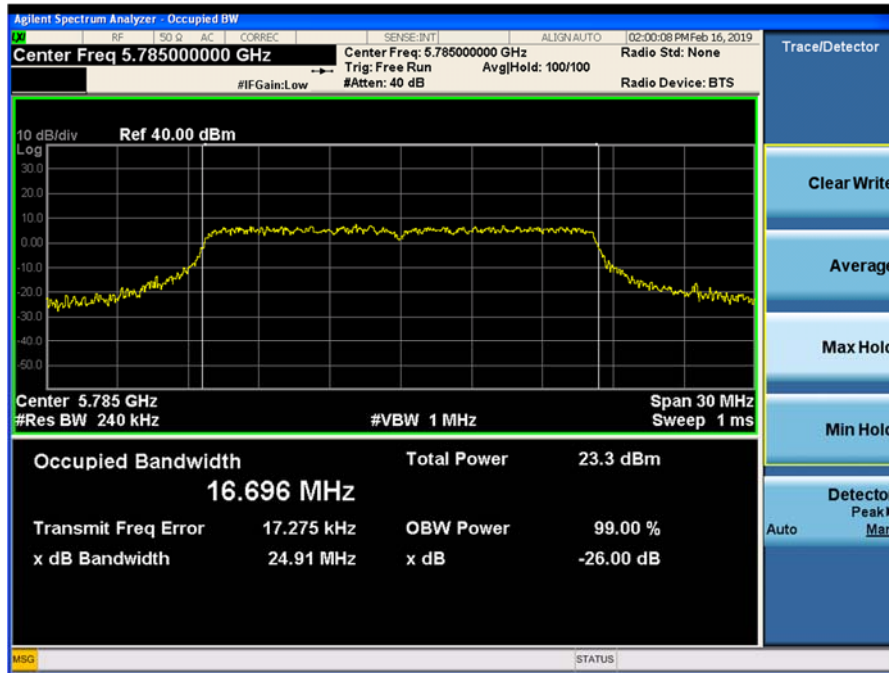 Agilent Spectrum Analyzer - Occupied BW
LXI RF 50 Ω AC CORREC SENSE:INT ALIGN AUTO 02:00:08 PM Feb 16, 2019
Center Freq 5.785000000 GHz
Center Freq: 5.785000000 GHz
Radio Std: None
Trig: Free Run Avg|Hold: 100/100
#IFGain:Low #Atten: 40 dB Radio Device: BTS
Trace/Detector
10 dB/div Ref 40.00 dBm
Log
30.0
20.0
10.0
0.00
-10.0
-20.0
-30.0
-40.0
-50.0
Center 5.785 GHz Span 30 MHz
#Res BW 240 kHz #VBW 1 MHz Sweep 1 ms
Occupied Bandwidth Total Power 23.3 dBm
16.696 MHz
Transmit Freq Error 17.275 kHz OBW Power 99.00 %
x dB Bandwidth 24.91 MHz x dB -26.00 dB
Clear Write
Average
Max Hold
Min Hold
Detector
Peak
Auto Man
MSG STATUS